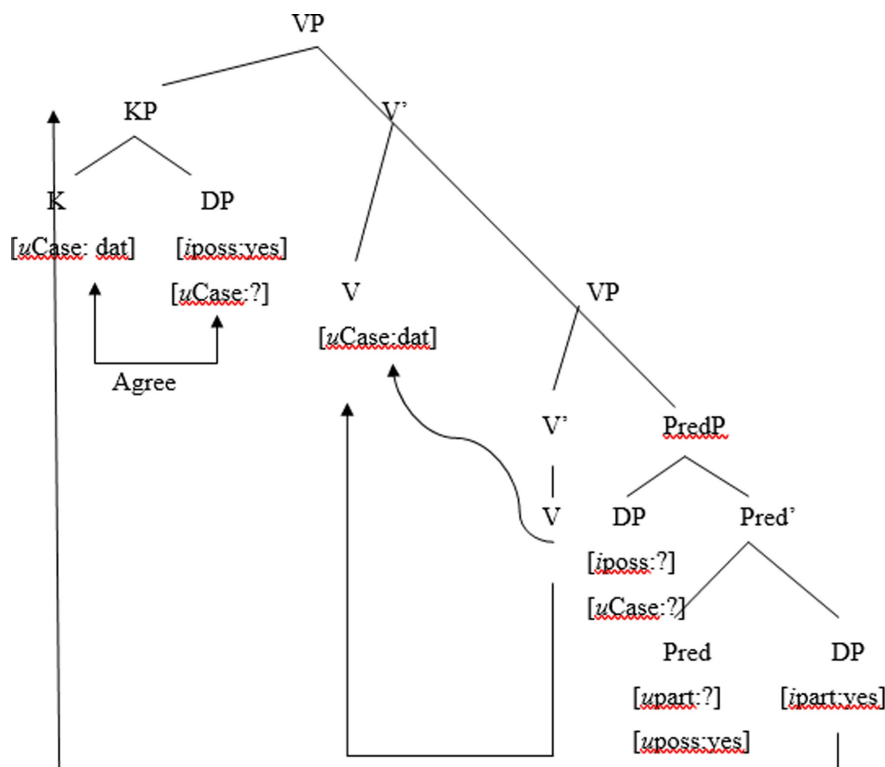 VP
KP V’
K DP
[uCase: dat] [iposs:yes]
[uCase:?] V VP
[uCase:dat]
Agree
V’ PredP
V DP Pred’
[iposs:?]
[uCase:?]
Pred DP
[upart:?] [ipart:yes]
[uposs:yes]